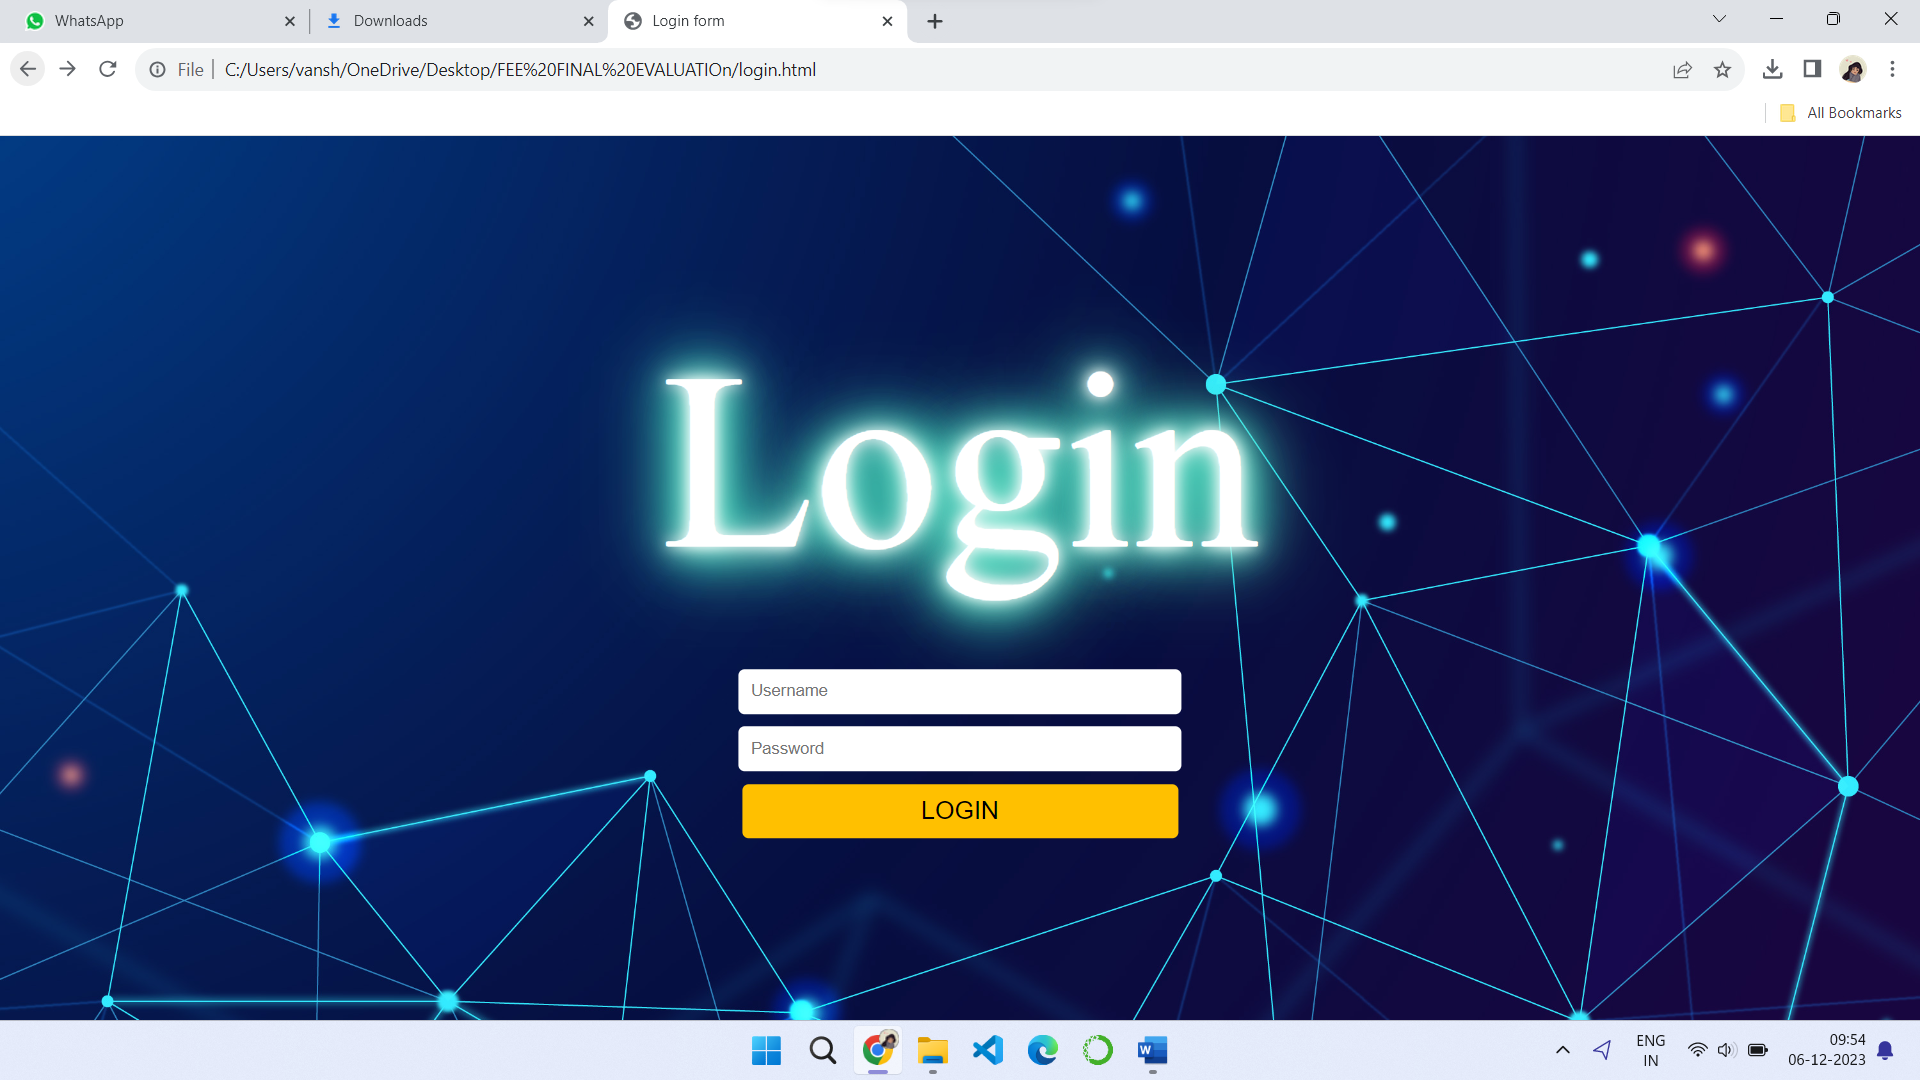 WhatsApp
Downloads
Login form
File
C:/Users/vansh/OneDrive/Desktop/FEE%20FINAL%20EVALUATIOn/login.html
All Bookmarks
Login
Username
Password
LOGIN
W
ENG
IN
09:54
06-12-2023